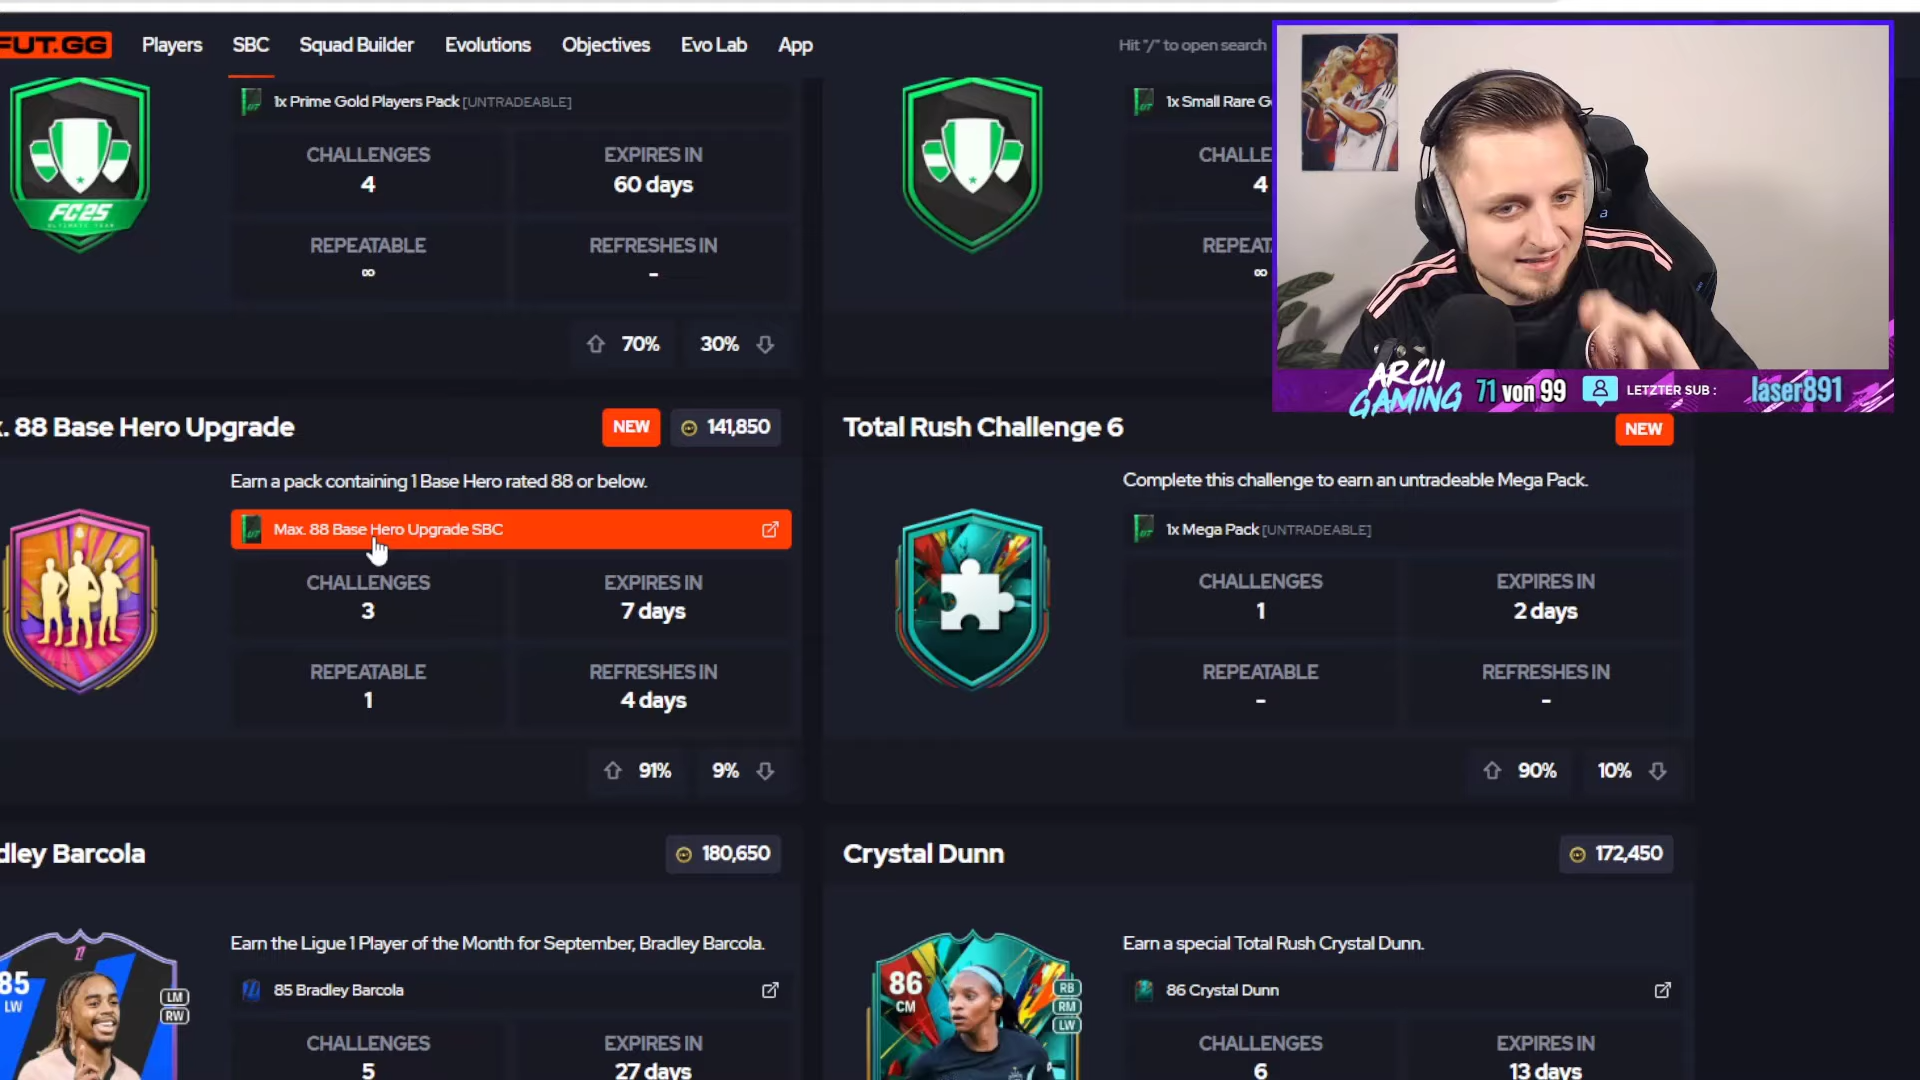 FUT.GG
Players
SBC
Squad Builder
Evolutions
Objectives
Evo Lab
App
Hit "/" to open search
1x Prime Gold Players Pack [UNTRADEABLE]
CHALLENGES
4
EXPIRES IN
60 days
REPEATABLE
∞
REFRESHES IN
-
70%
30%
FC25
ULTIMATE TEAM
1x Small Rare G
CHALLE
4
REPEAT
∞
ARCII
GAMING
71 von 99
LETZTER SUB :
laser891
. 88 Base Hero Upgrade
NEW
141,850
Earn a pack containing 1 Base Hero rated 88 or below.
Max. 88 Base Hero Upgrade SBC
CHALLENGES
3
EXPIRES IN
7 days
REPEATABLE
1
REFRESHES IN
4 days
91%
9%
Total Rush Challenge 6
NEW
Complete this challenge to earn an untradeable Mega Pack.
1x Mega Pack [UNTRADEABLE]
CHALLENGES
1
EXPIRES IN
2 days
REPEATABLE
-
REFRESHES IN
-
90%
10%
dley Barcola
180,650
Earn the Ligue 1 Player of the Month for September, Bradley Barcola.
85 Bradley Barcola
CHALLENGES
5
EXPIRES IN
27 days
85
LW
LM
RW
Crystal Dunn
172,450
Earn a special Total Rush Crystal Dunn.
86 Crystal Dunn
CHALLENGES
6
EXPIRES IN
13 days
86
CM
RB
RM
LW